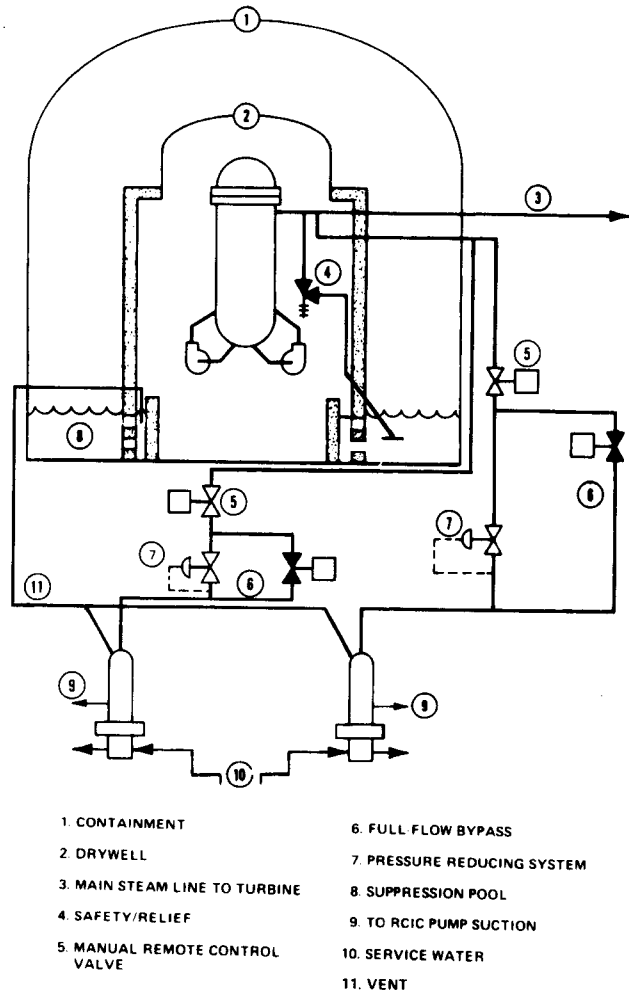 1
2
3
4
5
8
6
5
7
7
6
11
9
9
10
1. CONTAINMENT
2. DRYWELL
3. MAIN STEAM LINE TO TURBINE
4. SAFETY/RELIEF
5. MANUAL REMOTE CONTROL
VALVE
6. FULL-FLOW BYPASS
7. PRESSURE REDUCING SYSTEM
8. SUPPRESSION POOL
9. TO RCIC PUMP SUCTION
10. SERVICE WATER
11. VENT